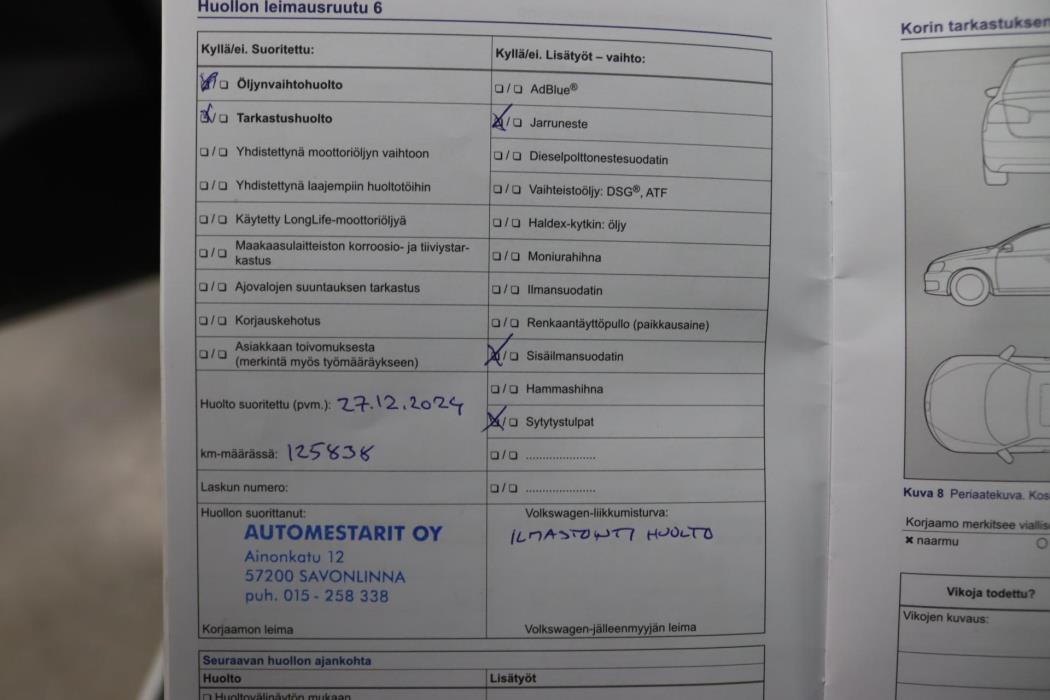 Huollon leimausruutu 6
Kyllä/ei. Suoritettu:
☒/☐ Öljynvaihtohuolto
☒/☐ Tarkastushuolto
☐/☐ Yhdistettynä moottoriöljyn vaihtoon
☐/☐ Yhdistettynä laajempiin huoltotöihin
☐/☐ Käytetty LongLife-moottoriöljyä
☐/☐ Maakaasulaitteiston korroosio- ja tiiviystar-
kastus
☐/☐ Ajovalojen suuntauksen tarkastus
☐/☐ Korjauskehotus
☐/☐ Asiakkaan toivomuksesta
(merkintä myös työmääräykseen)
Huolto suoritettu (pvm.): 27.12.2024
km-määrässä: 125838
Laskun numero:
Huollon suorittanut:
AUTOMESTARIT OY
Ainonkatu 12
57200 SAVONLINNA
puh. 015 - 258 338
Korjaamon leima
Kyllä/ei. Lisätyöt – vaihto:
☐/☐ AdBlue®
☒/☐ Jarruneste
☐/☐ Dieselpolttonestesuodatin
☐/☐ Vaihteistoöljy: DSG®, ATF
☐/☐ Haldex-kytkin: öljy
☐/☐ Moniurahihna
☐/☐ Ilmansuodatin
☐/☐ Renkaantäyttöpullo (paikkausaine)
☒/☐ Sisäilmansuodatin
☐/☐ Hammashihna
☒/☐ Sytytystulpat
☐/☐ .....................
☐/☐ .....................
Volkswagen-liikkumisturva:
ILMASTOINTI HUOLTO
Volkswagen-jälleenmyyjän leima
Seuraavan huollon ajankohta
Huolto
Lisätyöt
☐ Huoltovälinäytön mukaan
Korin tarkastuksen
Kuva 8 Periaatekuva. Kos
Korjaamo merkitsee viallis
✖ naarmu
Vikoja todettu?
Vikojen kuvaus: